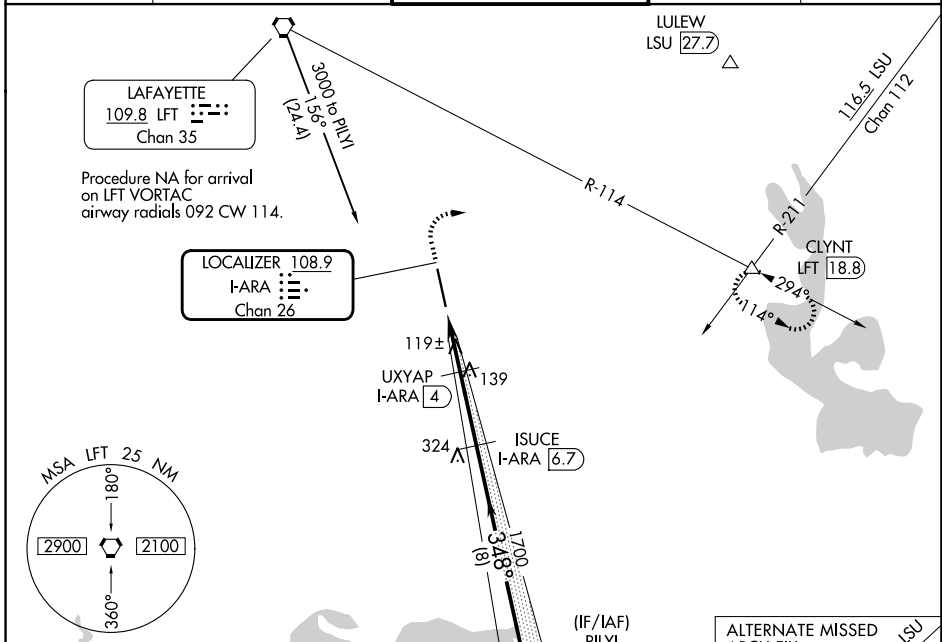 LULEW
LSU 27.7
116.5 LSU
Chan 112
LAFAYETTE
109.8 LFT
Chan 35
3000 to PILYI
156°
(24.4)
Procedure NA for arrival
on LFT VORTAC
airway radials 092 CW 114.
R-114
R-211
CLYNT
LFT 18.8
294°
114°
LOCALIZER 108.9
I-ARA
Chan 26
119±
UXYAP
I-ARA 4
139
324
ISUCE
I-ARA 6.7
MSA LFT 25 NM
180°
2900
2100
360°
1700
348°
(8)
(IF/IAF)
PILYI
ALTERNATE MISSED
LSU